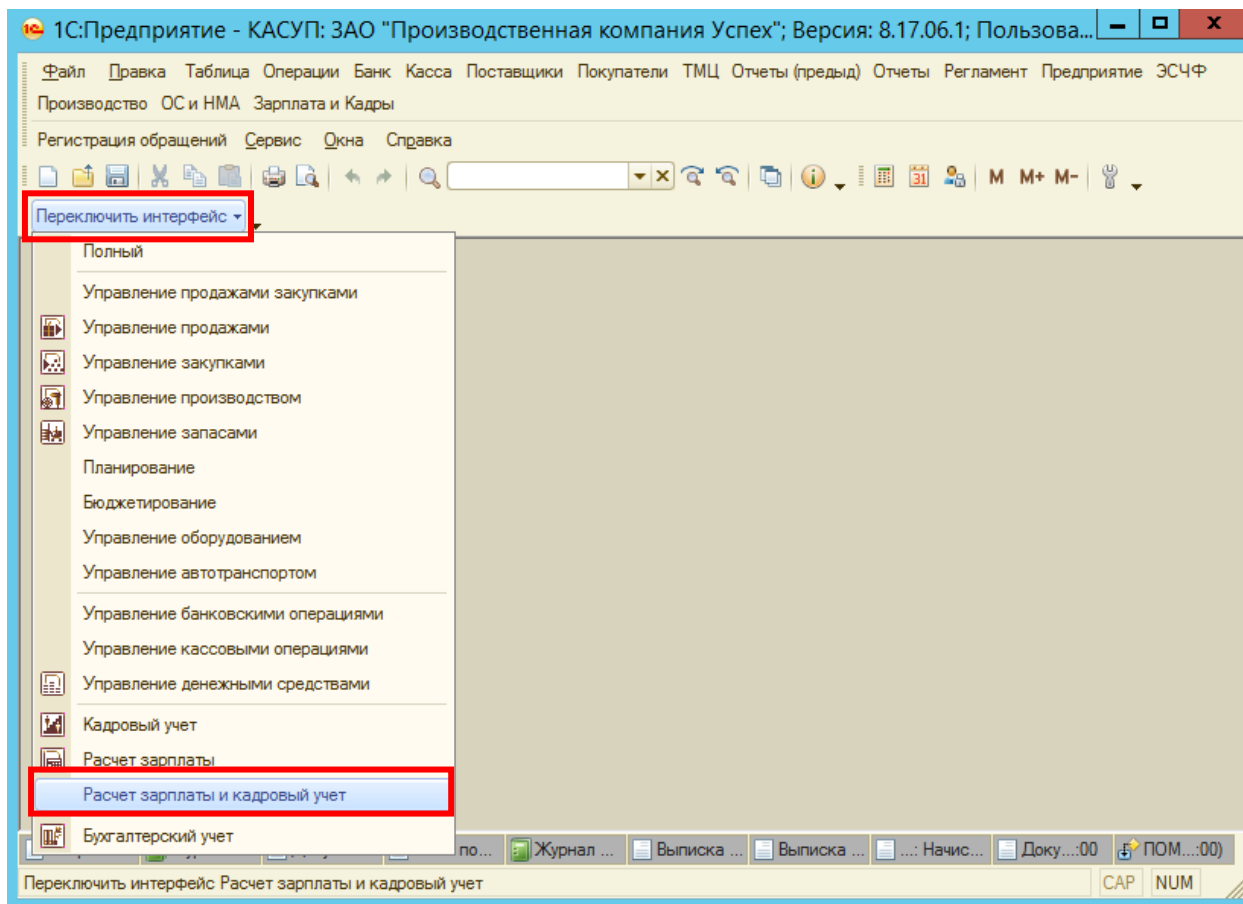 1С:Предприятие - КАСУП: ЗАО "Производственная компания Успех"; Версия: 8.17.06.1; Пользова...
Файл Правка Таблица Операции Банк Касса Поставщики Покупатели ТМЦ Отчеты (предыд) Отчеты Регламент Предприятие ЭСЧФ
Производство ОС и НМА Зарплата и Кадры
Регистрация обращений Сервис Окна Справка
31 M M+ M-
Переключить интерфейс
Полный
Управление продажами закупками
Управление продажами
Управление закупками
Управление производством
Управление запасами
Планирование
Бюджетирование
Управление оборудованием
Управление автотранспортом
Управление банковскими операциями
Управление кассовыми операциями
Управление денежными средствами
Кадровый учет
Расчет зарплаты
Расчет зарплаты и кадровый учет
Бухгалтерский учет
по... Журнал ... Выписка ... Выписка ... ...: Начис... Доку...:00 ПОМ...:00)
Переключить интерфейс Расчет зарплаты и кадровый учет CAP NUM